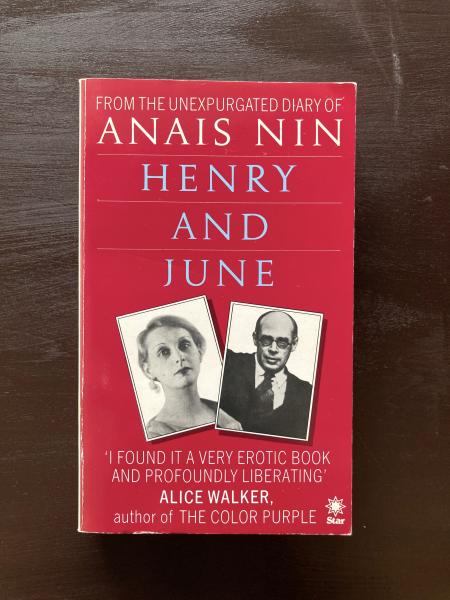 FROM THE UNEXPURGATED DIARY OF
ANAIS NIN
HENRY
AND
JUNE
'I FOUND IT A VERY EROTIC BOOK
AND PROFOUNDLY LIBERATING'
ALICE WALKER,
author of THE COLOR PURPLE
Star